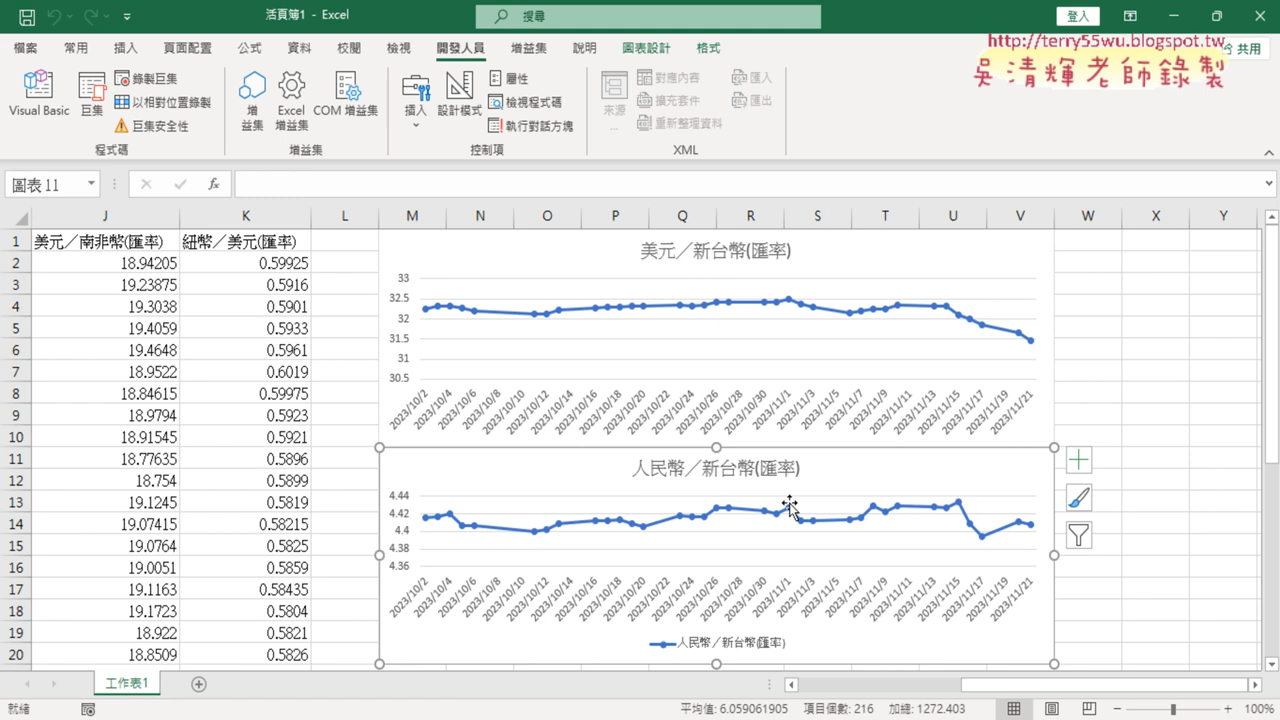 活頁簿1 - Excel
搜尋
登入
檔案 常用 插入 頁面配置 公式 資料 校閱 檢視 開發人員 增益集 說明 圖表設計 格式
共用
http://terry55wu.blogspot.tw
吳清輝老師錄製
Visual Basic
巨集
錄製巨集
以相對位置錄製
巨集安全性
程式碼
增益集
Excel 增益集
COM 增益集
增益集
插入
設計模式
屬性
檢視程式碼
執行對話方塊
控制項
來源
...
對應內容
擴充套件
重新整理資料
匯入
匯出
XML
圖表 11
fx
J K L M N O P Q R S T U V W X Y
1 美元／南非幣(匯率) 紐幣／美元(匯率)
2 18.94205 0.59925
3 19.23875 0.5916
4 19.3038 0.5901
5 19.4059 0.5933
6 19.4648 0.5961
7 18.9522 0.6019
8 18.84615 0.59975
9 18.9794 0.5923
10 18.91545 0.5921
11 18.77635 0.5896
12 18.754 0.5899
13 19.1245 0.5819
14 19.07415 0.58215
15 19.0764 0.5825
16 19.0051 0.5859
17 19.1163 0.58435
18 19.1723 0.5804
19 18.922 0.5821
20 18.8509 0.5826
美元／新台幣(匯率)
33
32.5
32
31.5
31
30.5
2023/10/2 2023/10/4 2023/10/6 2023/10/8 2023/10/10 2023/10/12 2023/10/14 2023/10/16 2023/10/18 2023/10/20 2023/10/22 2023/10/24 2023/10/26 2023/10/28 2023/10/30 2023/11/1 2023/11/3 2023/11/5 2023/11/7 2023/11/9 2023/11/11 2023/11/13 2023/11/15 2023/11/17 2023/11/19 2023/11/21
人民幣／新台幣(匯率)
4.44
4.42
4.4
4.38
4.36
2023/10/2 2023/10/4 2023/10/6 2023/10/8 2023/10/10 2023/10/12 2023/10/14 2023/10/16 2023/10/18 2023/10/20 2023/10/22 2023/10/24 2023/10/26 2023/10/28 2023/10/30 2023/11/1 2023/11/3 2023/11/5 2023/11/7 2023/11/9 2023/11/11 2023/11/13 2023/11/15 2023/11/17 2023/11/19 2023/11/21
人民幣／新台幣(匯率)
工作表1
就緒
平均值: 6.059061905 項目個數: 216 加總: 1272.403
100%